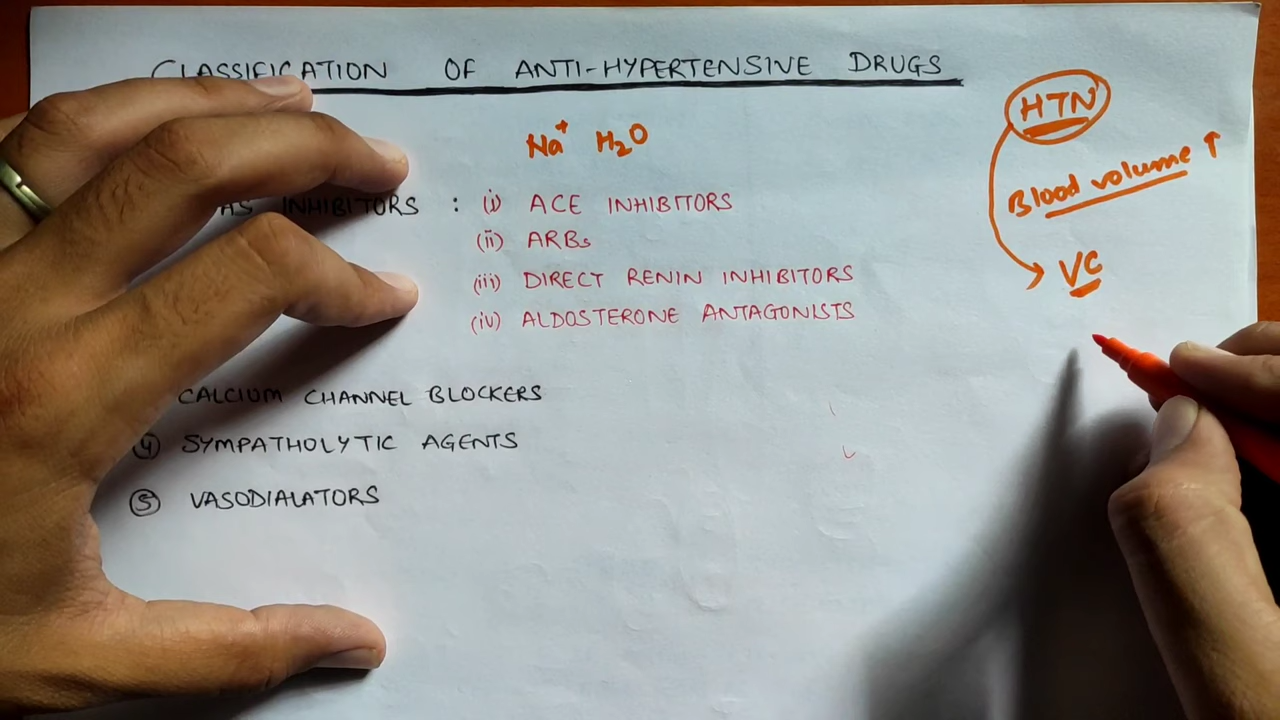 CLASSIFICATION OF ANTI-HYPERTENSIVE DRUGS
HTN
Na+ H2O
Blood volume ↑
INHIBITORS : (i) ACE INHIBITORS
(ii) ARBs
VC
(iii) DIRECT RENIN INHIBITORS
(iv) ALDOSTERONE ANTAGONISTS
CALCIUM CHANNEL BLOCKERS
④ SYMPATHOLYTIC AGENTS
⑤ VASODIALATORS